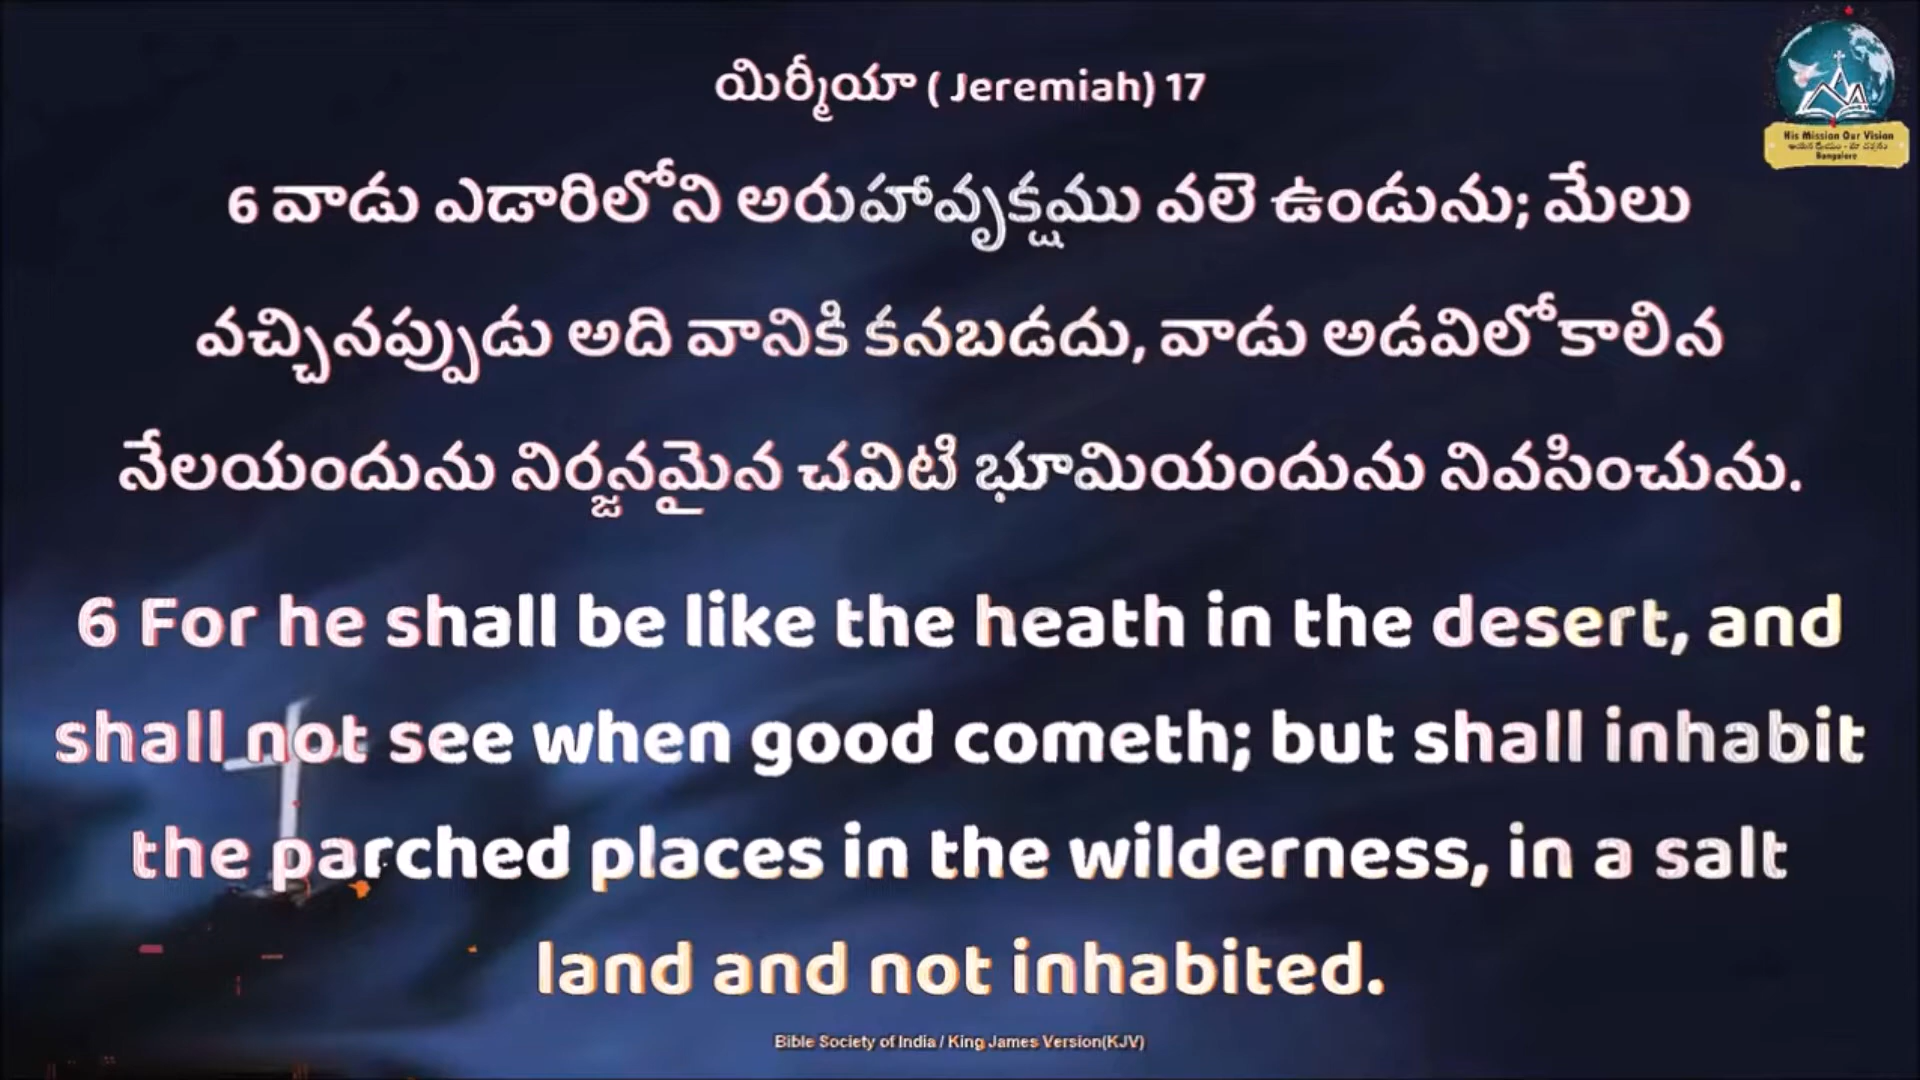 యిర్మీయా ( Jeremiah) 17
His Mission Our Vision
Bangalore
6 వాడు ఎడారిలోని అరుహావృక్షము వలె ఉండును; మేలు
వచ్చినప్పుడు అది వానికి కనబడదు, వాడు అడవిలోకాలిన
నేలయందును నిర్జనమైన చవిటి భూమియందును నివసించును.
6 For he shall be like the heath in the desert, and
shall not see when good cometh; but shall inhabit
the parched places in the wilderness, in a salt
land and not inhabited.
Bible Society of India / King James Version(KJV)